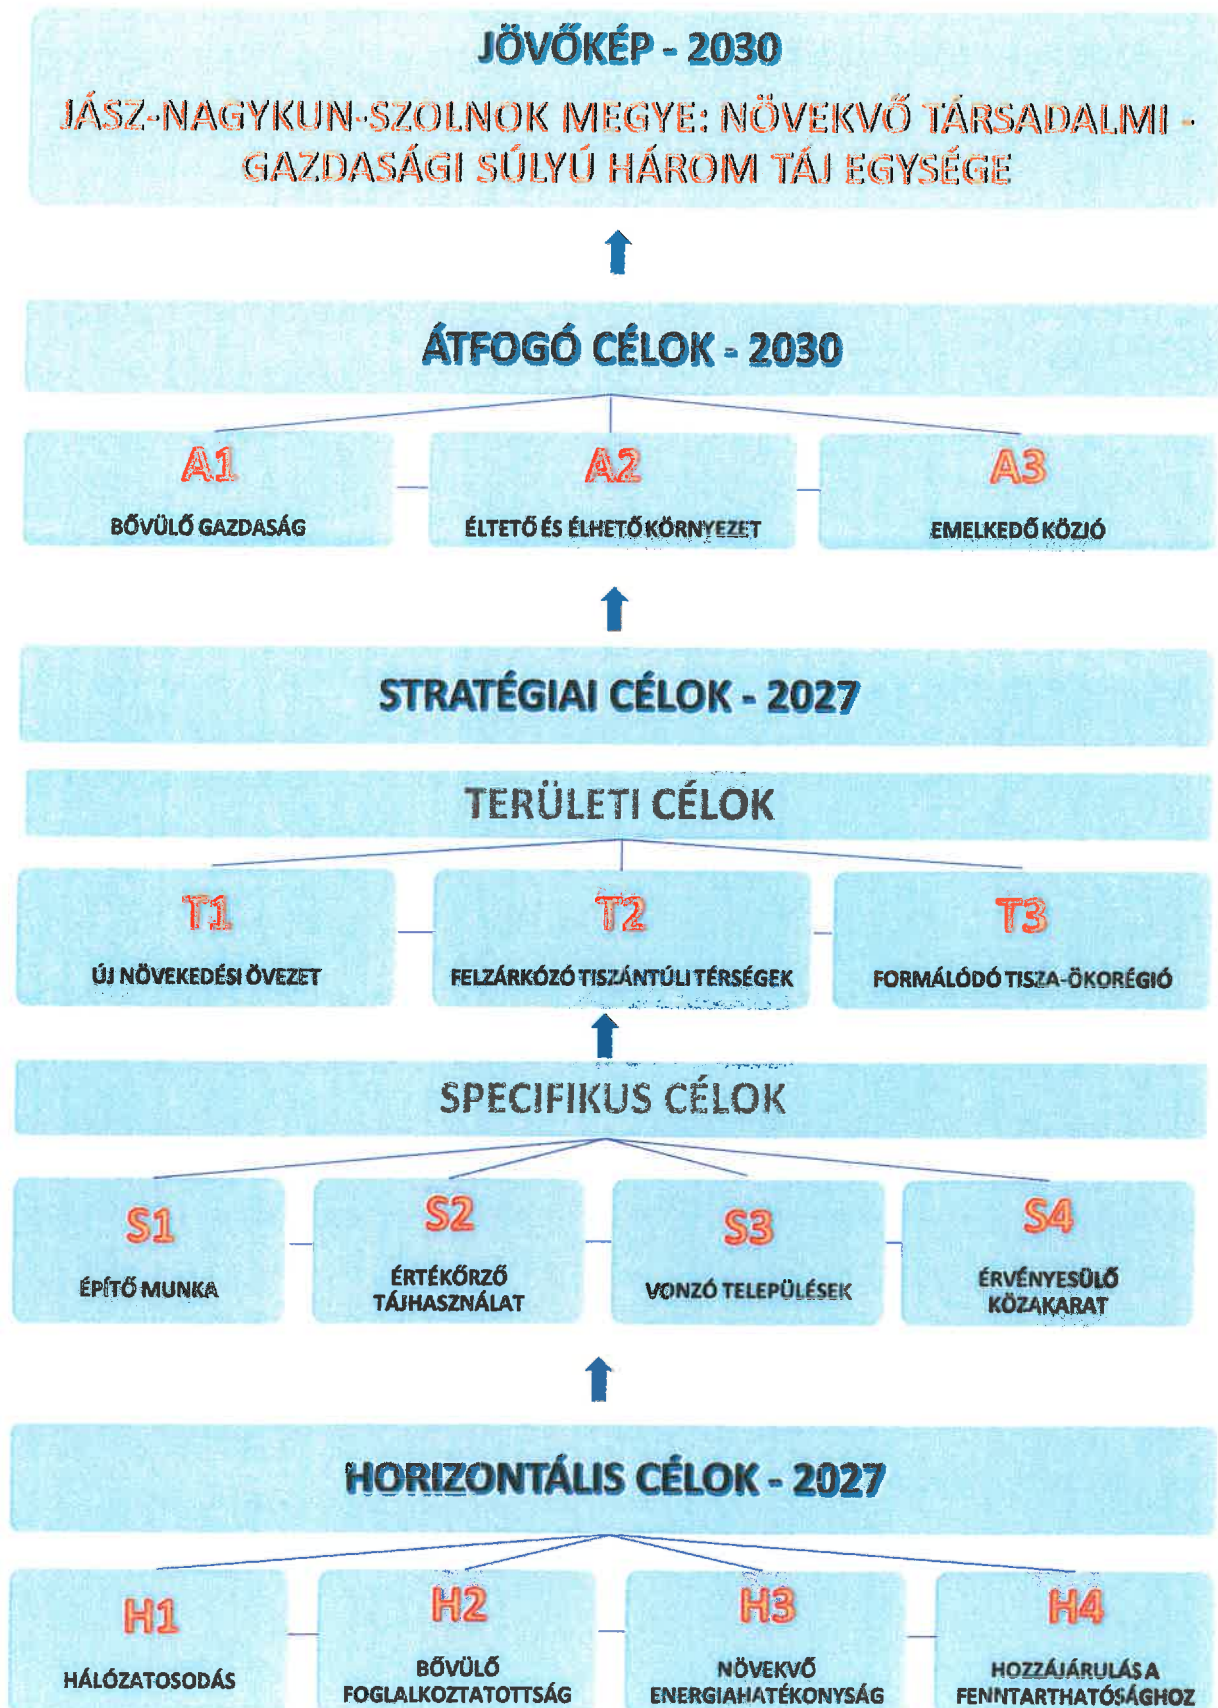 JÖVŐKÉP - 2030
JÁSZ-NAGYKUN-SZOLNOK MEGYE: NÖVEKVŐ TÁRSADALMI -
GAZDASÁGI SÚLYÚ HÁROM TÁJ EGYSÉGE
ÁTFOGÓ CÉLOK - 2030
A1
BŐVÜLŐ GAZDASÁG
A2
ÉLTETŐ ÉS ÉLHETŐ KÖRNYEZET
A3
EMELKEDŐ KÖZJÓ
STRATÉGIAI CÉLOK - 2027
TERÜLETI CÉLOK
T1
ÚJ NÖVEKEDÉSI ÖVEZET
T2
FELZÁRKÓZÓ TISZÁNTÚLI TÉRSÉGEK
T3
FORMÁLÓDÓ TISZA-ÖKORÉGIÓ
SPECIFIKUS CÉLOK
S1
ÉPÍTŐ MUNKA
S2
ÉRTÉKŐRZŐ
TÁJHASZNÁLAT
S3
VONZÓ TELEPÜLÉSEK
S4
ÉRVÉNYESÜLŐ
KÖZAKARAT
HORIZONTÁLIS CÉLOK - 2027
H1
HÁLÓZATOSODÁS
H2
BŐVÜLŐ
FOGLALKOZTATOTTSÁG
H3
NÖVEKVŐ
ENERGIAHATÉKONYSÁG
H4
HOZZÁJÁRULÁS A
FENNTARTHATÓSÁGHOZ